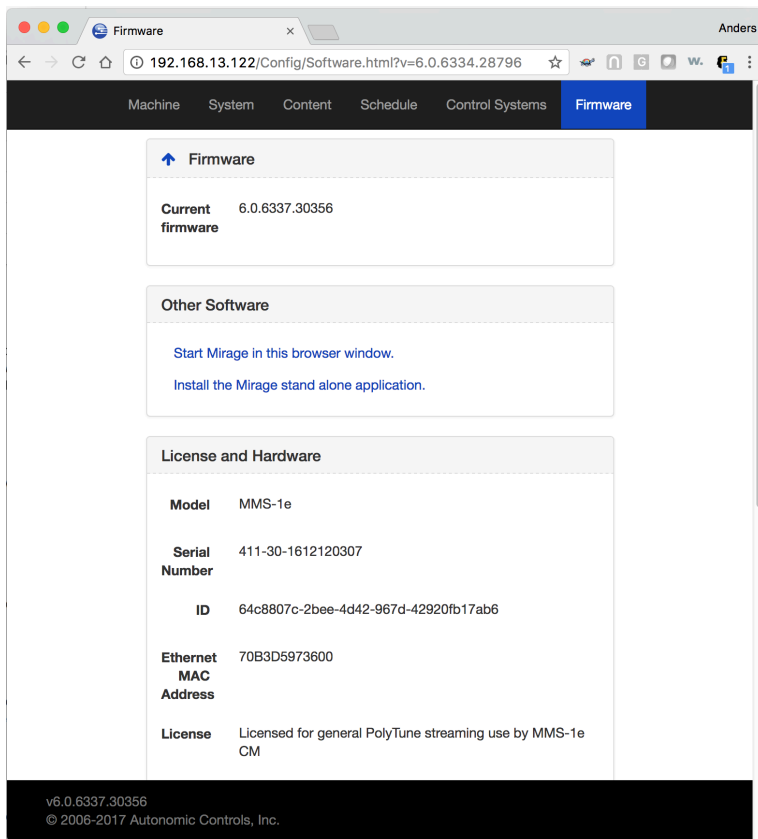 Firmware
Anders
192.168.13.122/Config/Software.html?v=6.0.6334.28796
G
w.
1
Machine System Content Schedule Control Systems Firmware
Firmware
Current 6.0.6337.30356
firmware
Other Software
Start Mirage in this browser window.
Install the Mirage stand alone application.
License and Hardware
Model MMS-1e
Serial 411-30-1612120307
Number
ID 64c8807c-2bee-4d42-967d-42920fb17ab6
Ethernet 70B3D5973600
MAC
Address
License Licensed for general PolyTune streaming use by MMS-1e
CM
v6.0.6337.30356
© 2006-2017 Autonomic Controls, Inc.